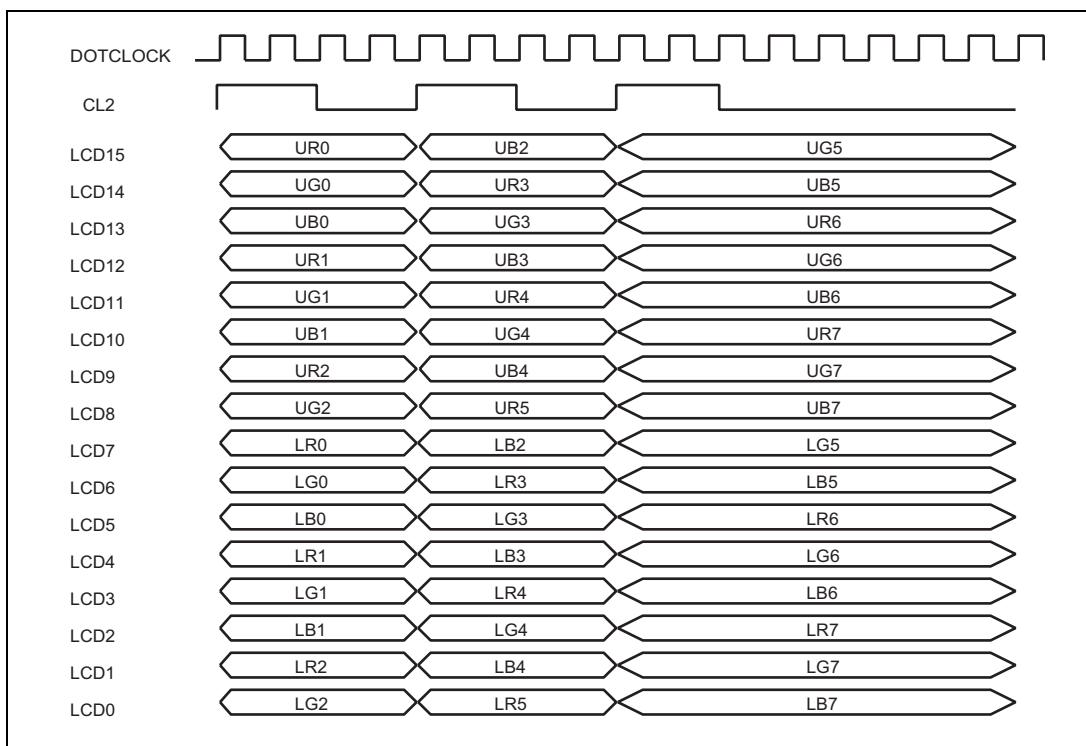 DOTCLOCK
CL2
LCD15 UR0 UB2 UG5
LCD14 UG0 UR3 UB5
LCD13 UB0 UG3 UR6
LCD12 UR1 UB3 UG6
LCD11 UG1 UR4 UB6
LCD10 UB1 UG4 UR7
LCD9 UR2 UB4 UG7
LCD8 UG2 UR5 UB7
LCD7 LR0 LB2 LG5
LCD6 LG0 LR3 LB5
LCD5 LB0 LG3 LR6
LCD4 LR1 LB3 LG6
LCD3 LG1 LR4 LB6
LCD2 LB1 LG4 LR7
LCD1 LR2 LB4 LG7
LCD0 LG2 LR5 LB7